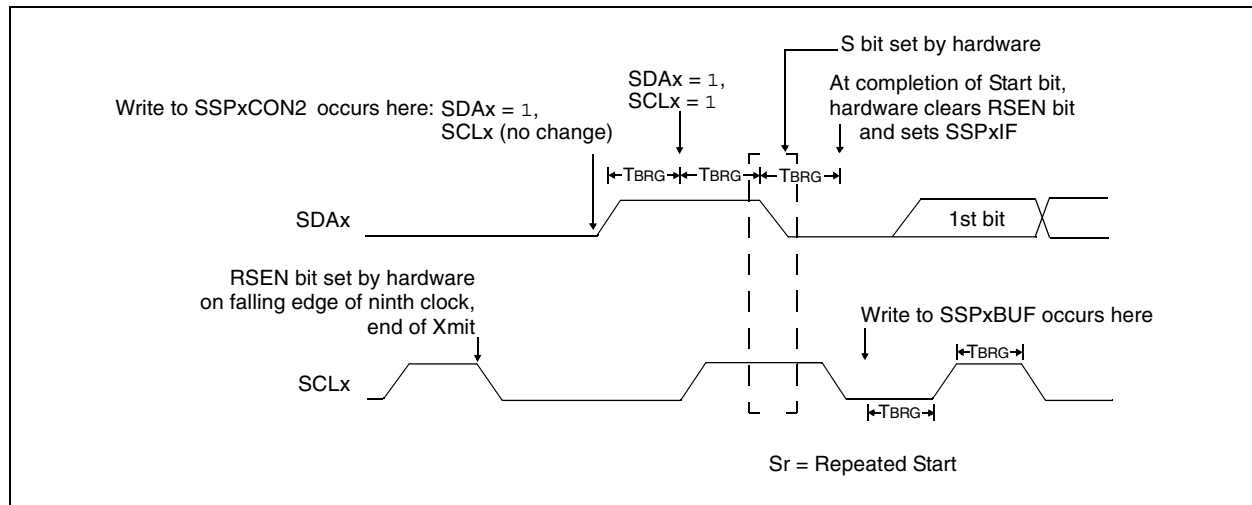 S bit set by hardware
SDAx = 1,
SCLx = 1
At completion of Start bit,
hardware clears RSEN bit
and sets SSPxIF
Write to SSPxCON2 occurs here: SDAx = 1,
SCLx (no change)
TBRG TBRG TBRG
SDAx
1st bit
RSEN bit set by hardware
on falling edge of ninth clock,
end of Xmit
Write to SSPxBUF occurs here
TBRG
SCLx
TBRG
Sr = Repeated Start